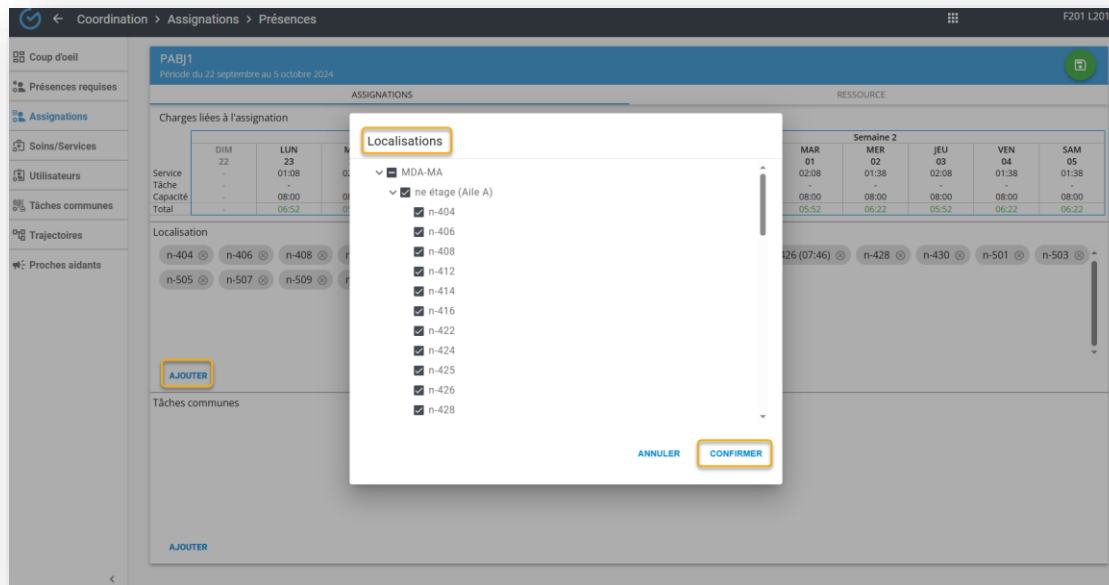 Coordination > Assignations > Présences
F201 L201
Coup d'oeil
Présences requises
Assignations
Soins/Services
Utilisateurs
Tâches communes
Trajectoires
Proches aidants
PABJ1
Période du 22 septembre au 5 octobre 2024
ASSIGNATIONS RESSOURCE
Charges liées à l'assignation
Semaine 2
DIM LUN MAR MER JEU VEN SAM
22 23 01 02 03 04 05
Service - 01:08 02:08 01:38 02:08 01:38 01:38
Tâche - - - - - - -
Capacité - 08:00 08:00 08:00 08:00 08:00 08:00
Total - 06:52 05:52 06:22 05:52 06:22 06:22
Localisation
n-404 n-406 n-408 426 (07:46) n-428 n-430 n-501 n-503
n-505 n-507 n-509
AJOUTER
Tâches communes
AJOUTER
Localisations
MDA-MA
ne étage (Aile A)
n-404
n-406
n-408
n-412
n-414
n-416
n-422
n-424
n-425
n-426
n-428
ANNULER CONFIRMER